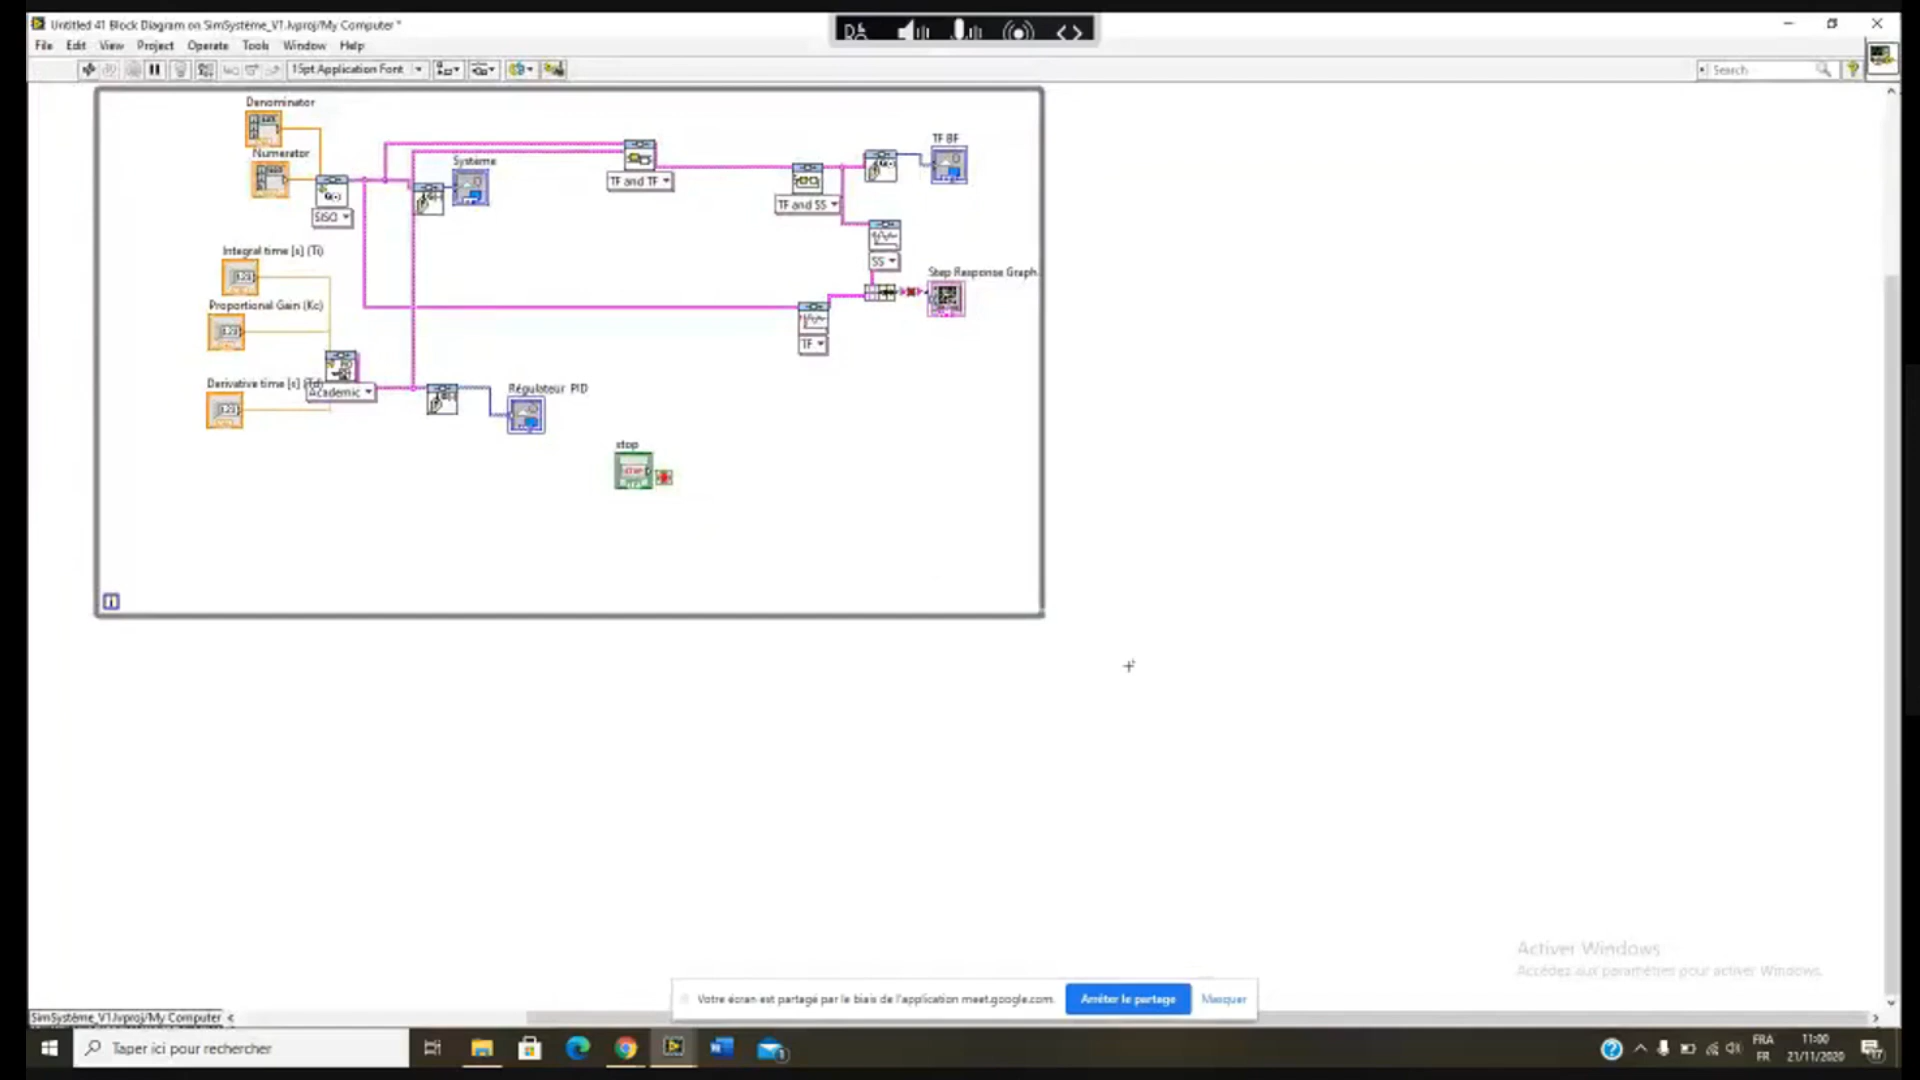 Untitled 41 Block Diagram on SimSystème_V1.lvproj/My Computer *
File Edit View Project Operate Tools Window Help
15pt Application Font
Search
Denominator
Numerator
Système
SISO
TF and TF
TF and SS
TF BF
SS
Step Response Graph
TF
Integral time [s] (Ti)
Proportional Gain (Kc)
Derivative time [s] (Td)
Academic
Régulateur PID
stop
i
Activer Windows
Accédez aux paramètres pour activer Windows.
Votre écran est partagé par le biais de l'application meet.google.com.
Arrêter le partage
Masquer
SimSystème_V1.lvproj/My Computer
Taper ici pour rechercher
FRA
FR
11:00
21/11/2020